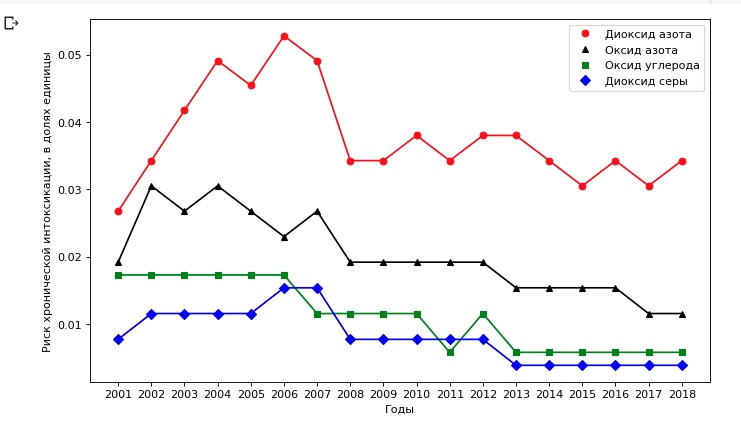 Диоксид азота
Оксид азота
Оксид углерода
Диоксид серы
Риск хронической интоксикации, в долях единицы
0.05
0.04
0.03
0.02
0.01
2001 2002 2003 2004 2005 2006 2007 2008 2009 2010 2011 2012 2013 2014 2015 2016 2017 2018
Годы